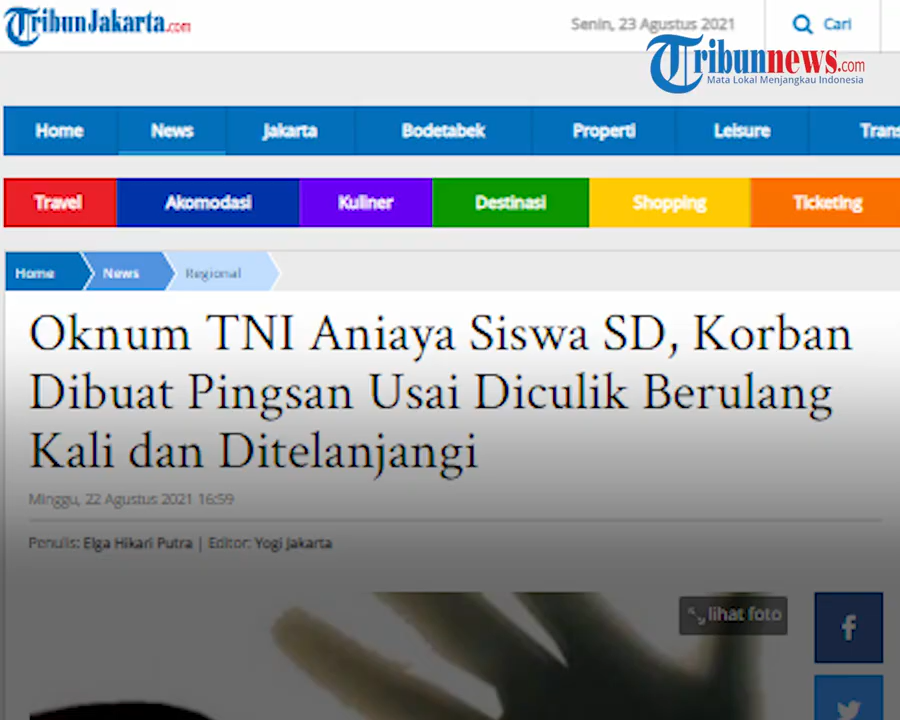 TribunJakarta.com
Senin, 23 Agustus 2021
Cari
Tribunnews.com
Mata Lokal Menjangkau Indonesia
Home News Jakarta Bodetabek Properti Leisure Trans
Travel Akomodasi Kuliner Destinasi Shopping Ticketing
Home News Regional
Oknum TNI Aniaya Siswa SD, Korban
Dibuat Pingsan Usai Diculik Berulang
Kali dan Ditelanjangi
Minggu, 22 Agustus 2021 16:59
Penulis: Elga Hikari Putra | Editor: Yogi Jakarta
lihat foto
f